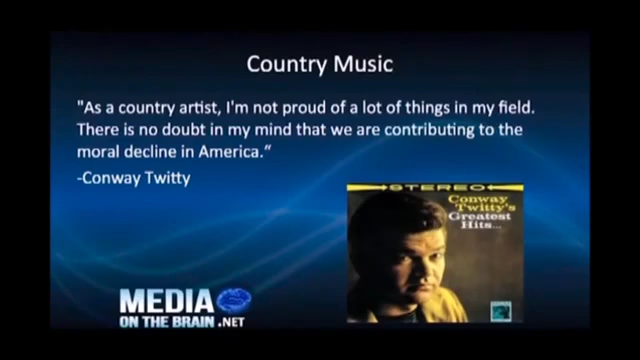 Country Music
"As a country artist, I'm not proud of a lot of things in my field.
There is no doubt in my mind that we are contributing to the
moral decline in America.“
-Conway Twitty
STEREO
Conway
Twitty's
Greatest
Hits...
MEDIA
ON THE BRAIN.NET